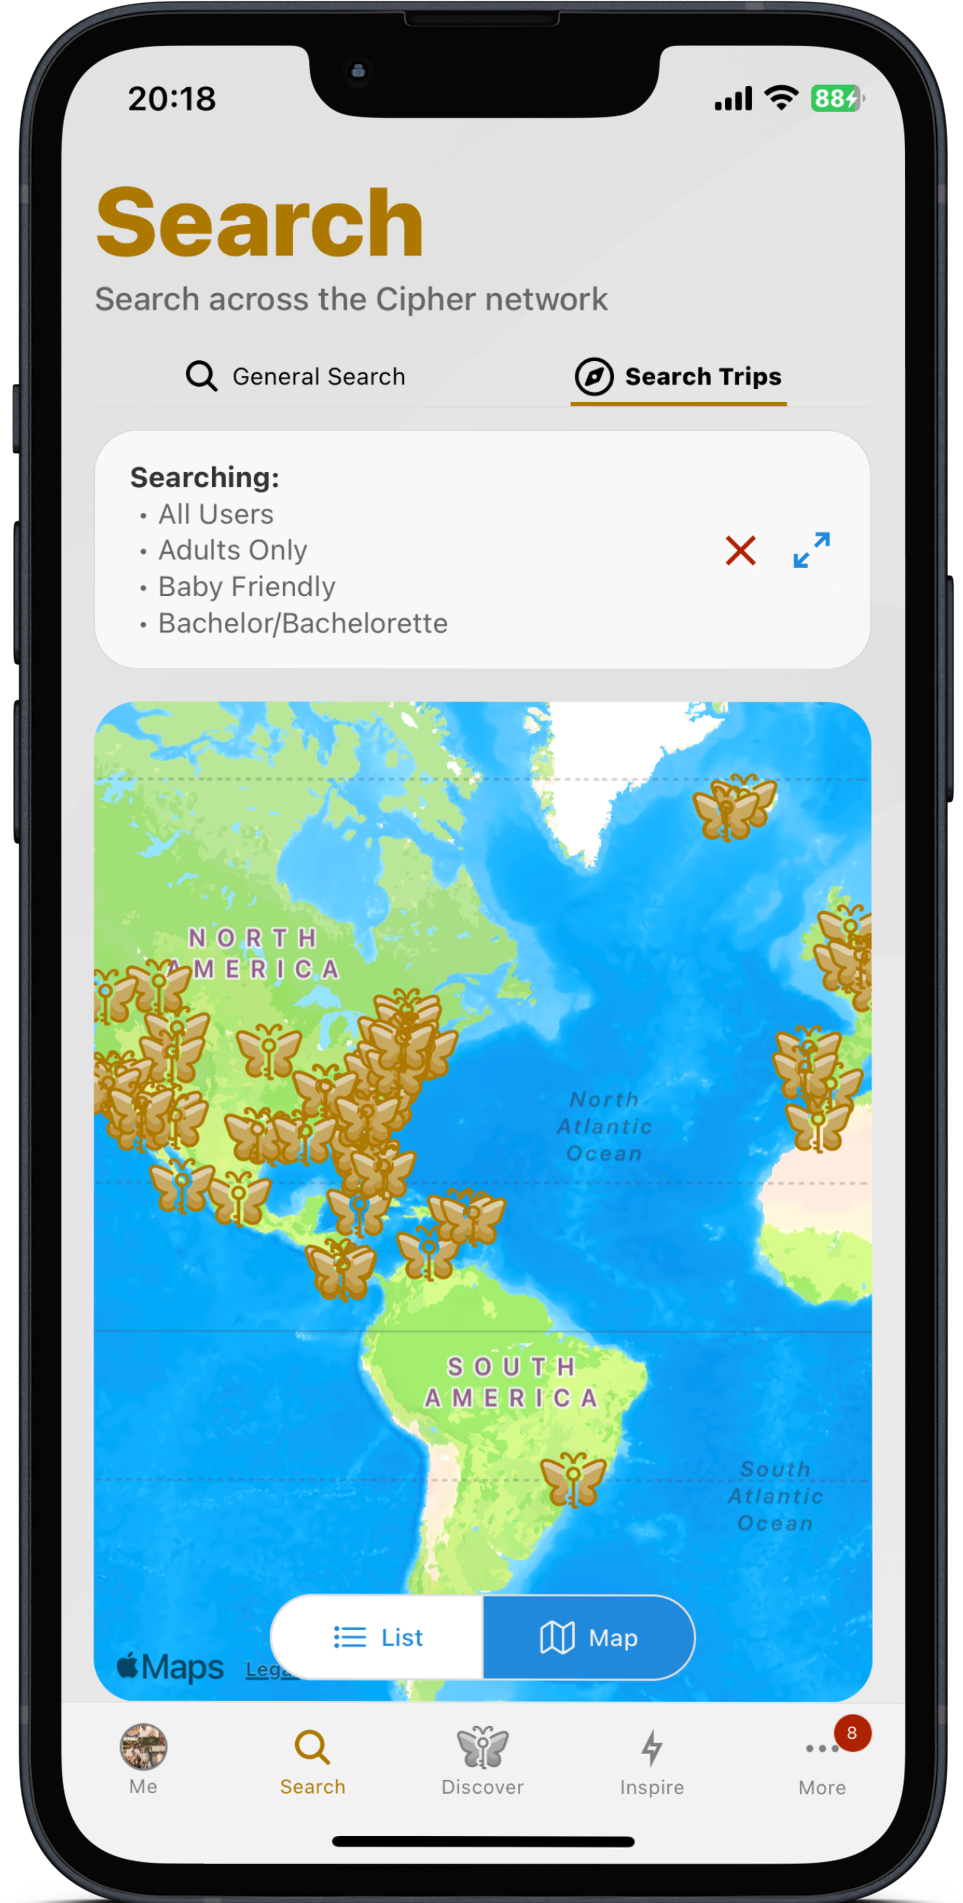 20:18
88
Search
Search across the Cipher network
General Search
Search Trips
Searching:
• All Users
• Adults Only
• Baby Friendly
• Bachelor/Bachelorette
NORTH
AMERICA
North
Atlantic
Ocean
SOUTH
AMERICA
South
Atlantic
Ocean
List
Map
Maps
8
Me
Search
Discover
Inspire
More